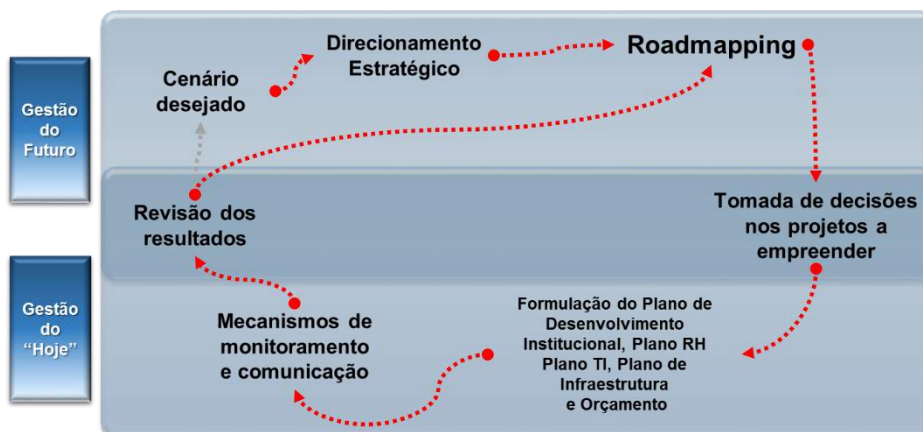 Gestão
do
Futuro
Cenário
desejado
Direcionamento
Estratégico
Roadmapping
Revisão dos
resultados
Tomada de decisões
nos projetos a
empreender
Gestão
do
“Hoje”
Mecanismos de
monitoramento
e comunicação
Formulação do Plano de
Desenvolvimento
Institucional, Plano RH
Plano TI, Plano de
Infraestrutura
e Orçamento